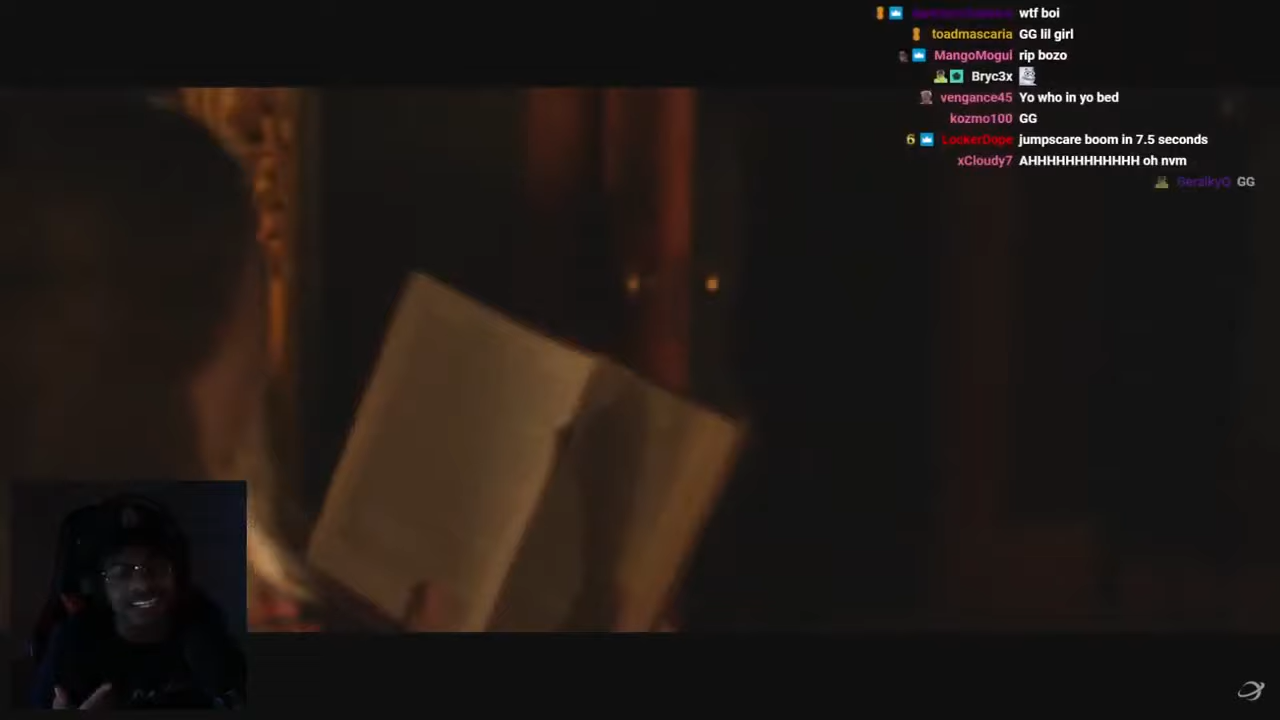 wtf boi
toadmascaria GG lil girl
MangoMogul rip bozo
Bryc3x
vengance45 Yo who in yo bed
kozmo100 GG
6 LockerDope jumpscare boom in 7.5 seconds
xCloudy7 AHHHHHHHHHHHH oh nvm
GG